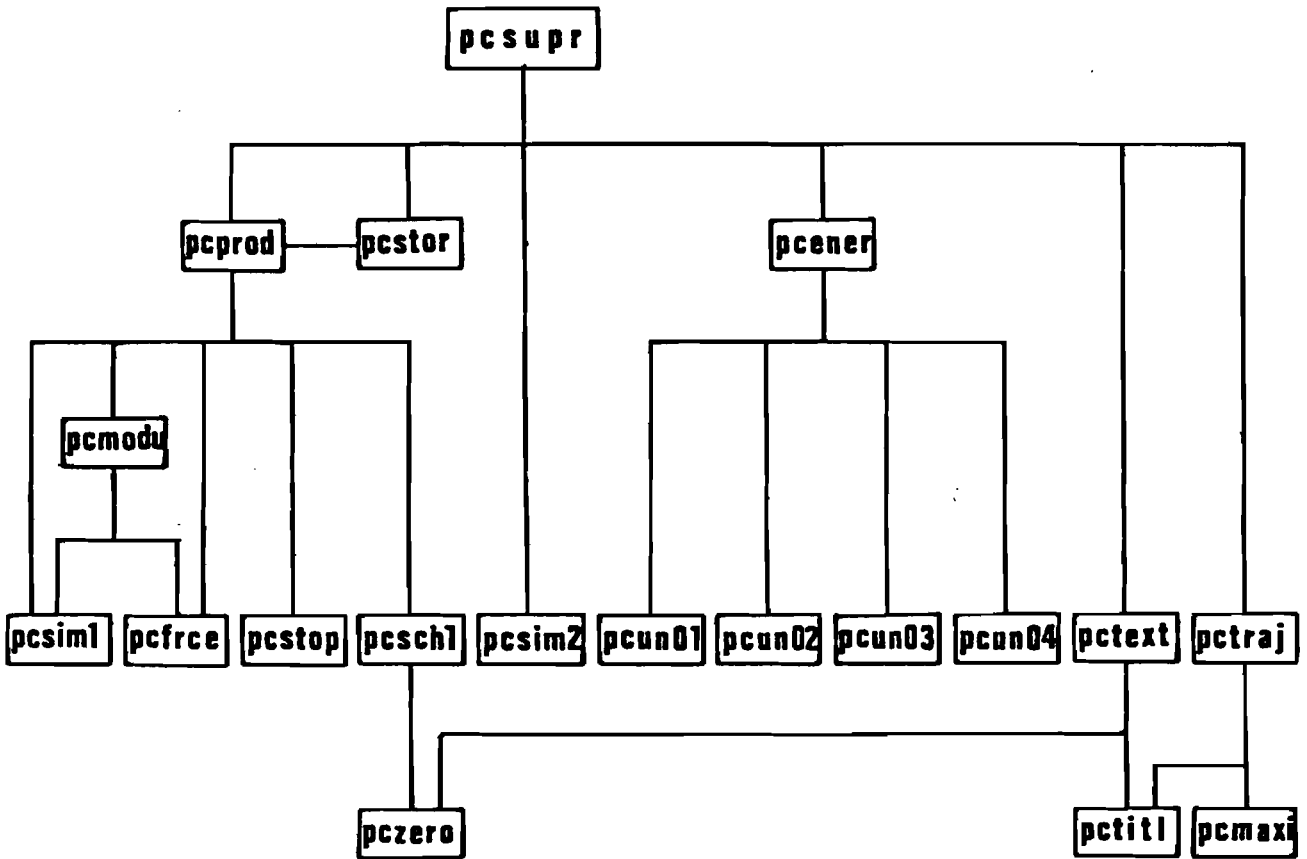 pcsupr
pcprod
pcstor
pcener
pcmodu
pcsim1
pcfrce
pcstop
pcsch1
pcsim2
pcun01
pcun02
pcun03
pcun04
pctext
pctraj
pczero
pctitl
pcmaxi